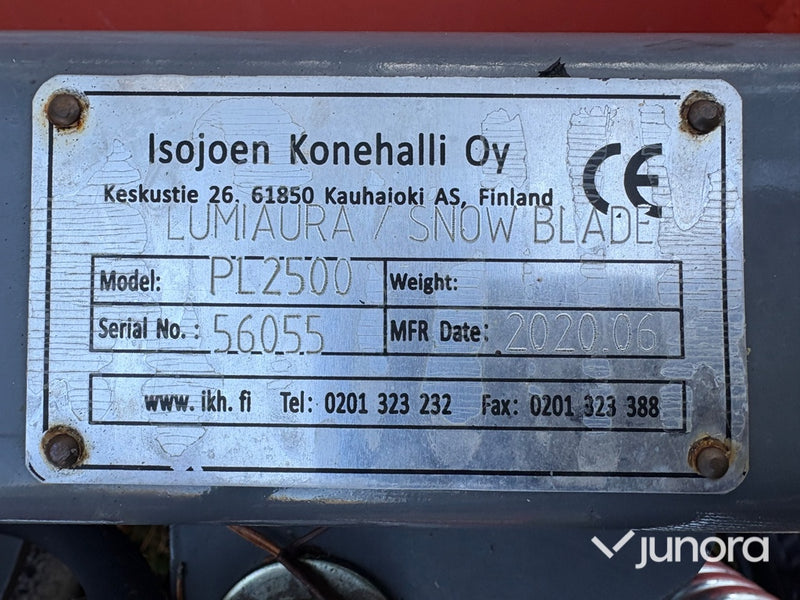 Isojoen Konehalli Oy
CE
Keskustie 26. 61850 Kauhaioki AS, Finland
LUMIAURA / SNOW BLADE
Model: PL2500 Weight:
Serial No.: 56055 MFR Date: 2020.06
www.ikh.fi Tel: 0201 323 232 Fax: 0201 323 388
junora